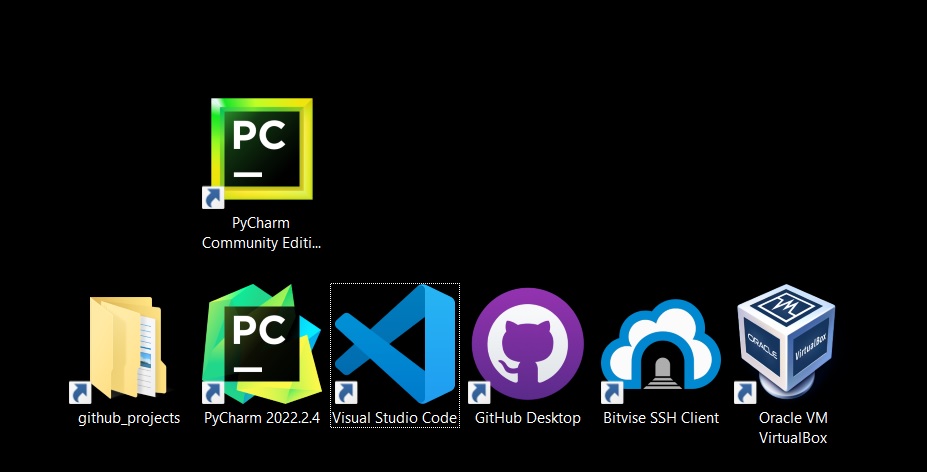 PC
PyCharm
Community Editi...
PC
VM
ORACLE
VirtualBox
github_projects
PyCharm 2022.2.4
Visual Studio Code
GitHub Desktop
Bitvise SSH Client
Oracle VM
VirtualBox